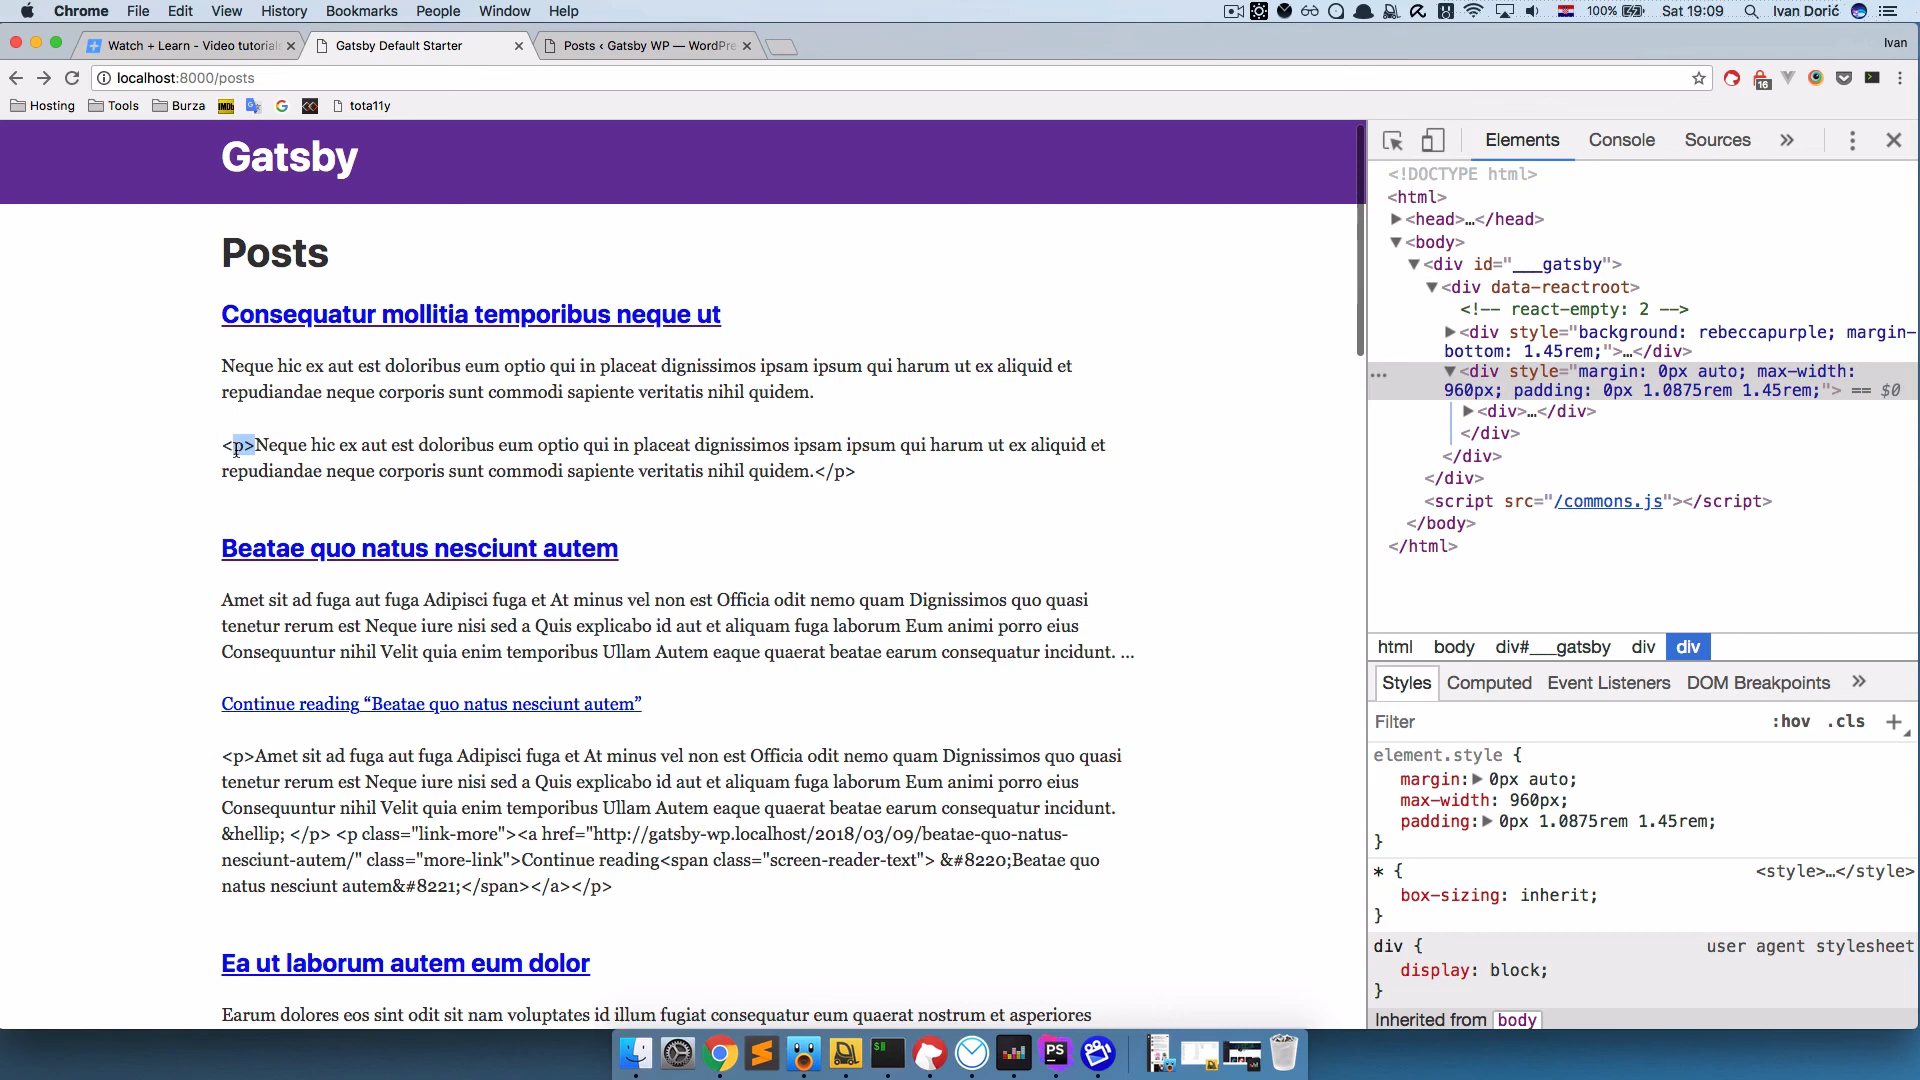 Chrome File Edit View History Bookmarks People Window Help 100% Sat 19:09 Ivan Dorić
Watch + Learn - Video tutorials Gatsby Default Starter Posts ‹ Gatsby WP — WordPre Ivan
localhost:8000/posts 16
Hosting Tools Burza IMDb tota11y
Gatsby
Posts
Consequatur mollitia temporibus neque ut
Neque hic ex aut est doloribus eum optio qui in placeat dignissimos ipsam ipsum qui harum ut ex aliquid et
repudiandae neque corporis sunt commodi sapiente veritatis nihil quidem.
<p>Neque hic ex aut est doloribus eum optio qui in placeat dignissimos ipsam ipsum qui harum ut ex aliquid et
repudiandae neque corporis sunt commodi sapiente veritatis nihil quidem.</p>
Beatae quo natus nesciunt autem
Amet sit ad fuga aut fuga Adipisci fuga et At minus vel non est Officia odit nemo quam Dignissimos quo quasi
tenetur rerum est Neque iure nisi sed a Quis explicabo id aut et aliquam fuga laborum Eum animi porro eius
Consequuntur nihil Velit quia enim temporibus Ullam Autem eaque quaerat beatae earum consequatur incidunt. …
Continue reading “Beatae quo natus nesciunt autem”
<p>Amet sit ad fuga aut fuga Adipisci fuga et At minus vel non est Officia odit nemo quam Dignissimos quo quasi
tenetur rerum est Neque iure nisi sed a Quis explicabo id aut et aliquam fuga laborum Eum animi porro eius
Consequuntur nihil Velit quia enim temporibus Ullam Autem eaque quaerat beatae earum consequatur incidunt.
&hellip; </p> <p class="link-more"><a href="http://gatsby-wp.localhost/2018/03/09/beatae-quo-natus-
nesciunt-autem/" class="more-link">Continue reading<span class="screen-reader-text"> &#8220;Beatae quo
natus nesciunt autem&#8221;</span></a></p>
Ea ut laborum autem eum dolor
Earum dolores eos sint odit sit nam voluptates id illum fugiat consequatur eum quaerat nostrum et asperiores
Elements Console Sources »
<!DOCTYPE html>
<html>
<head>…</head>
<body>
<div id="___gatsby">
<div data-reactroot>
<!-- react-empty: 2 -->
<div style="background: rebeccapurple; margin-
bottom: 1.45rem;">…</div>
<div style="margin: 0px auto; max-width:
960px; padding: 0px 1.0875rem 1.45rem;"> == $0
<div>…</div>
</div>
</div>
</div>
<script src="/commons.js"></script>
</body>
</html>
html body div#___gatsby div div
Styles Computed Event Listeners DOM Breakpoints »
Filter :hov .cls +
element.style {
margin: 0px auto;
max-width: 960px;
padding: 0px 1.0875rem 1.45rem;
}
* { <style>…</style>
box-sizing: inherit;
}
div { user agent stylesheet
display: block;
}
Inherited from body
PS